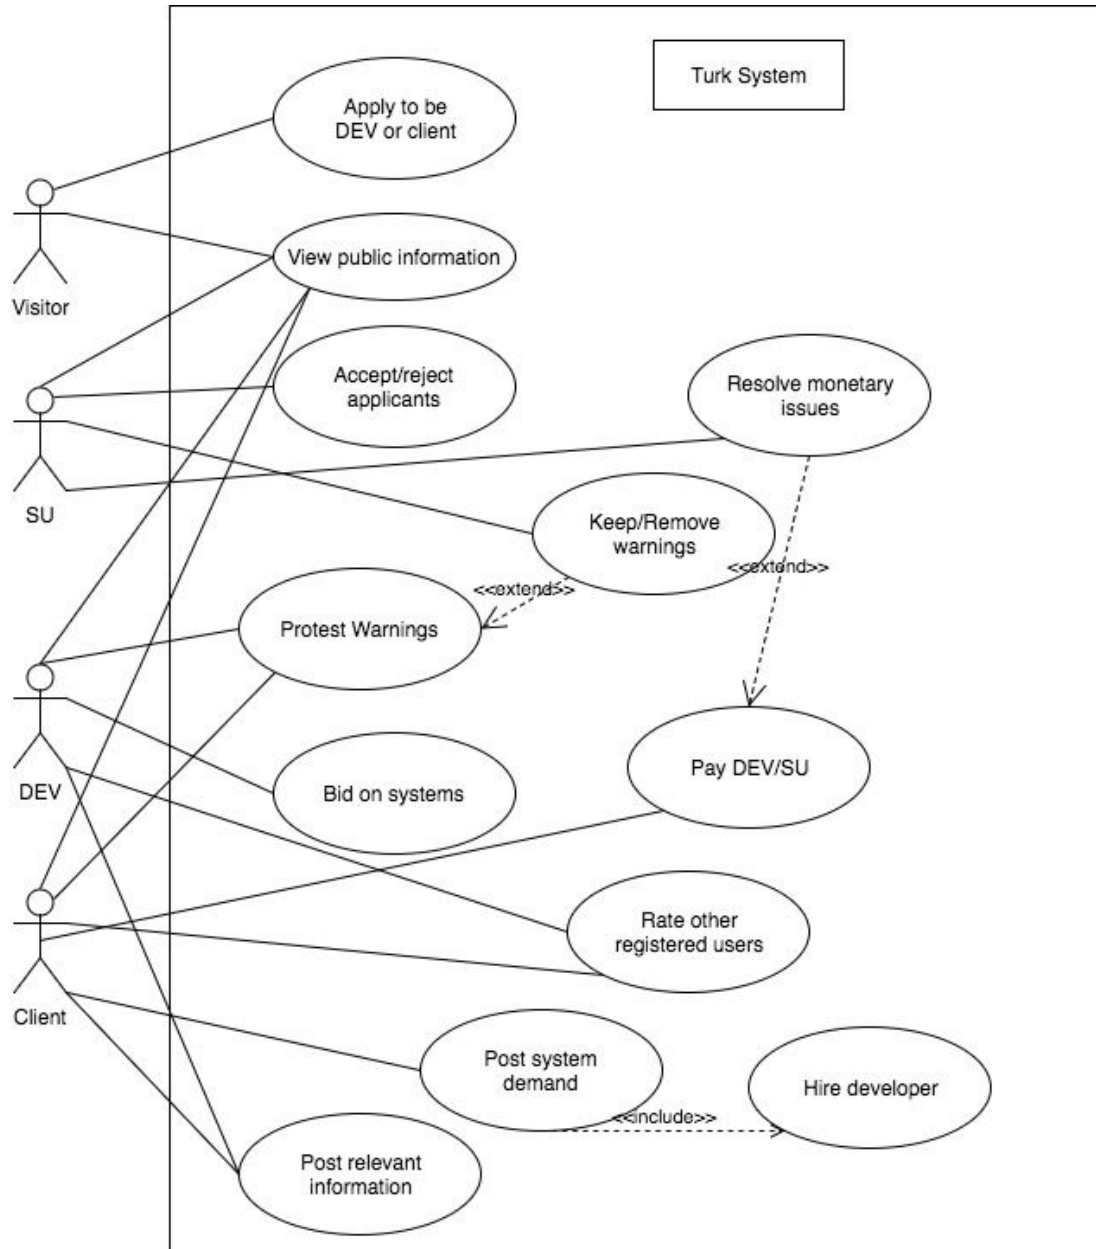 Turk System
Apply to be
DEV or client
View public information
Visitor
Accept/reject
applicants
Resolve monetary
issues
SU
Keep/Remove
warnings
<<extend>>
<<extend>>
Protest Warnings
Pay DEV/SU
DEV
Bid on systems
Rate other
registered users
Client
Post system
demand
Hire developer
<<include>>
Post relevant
information